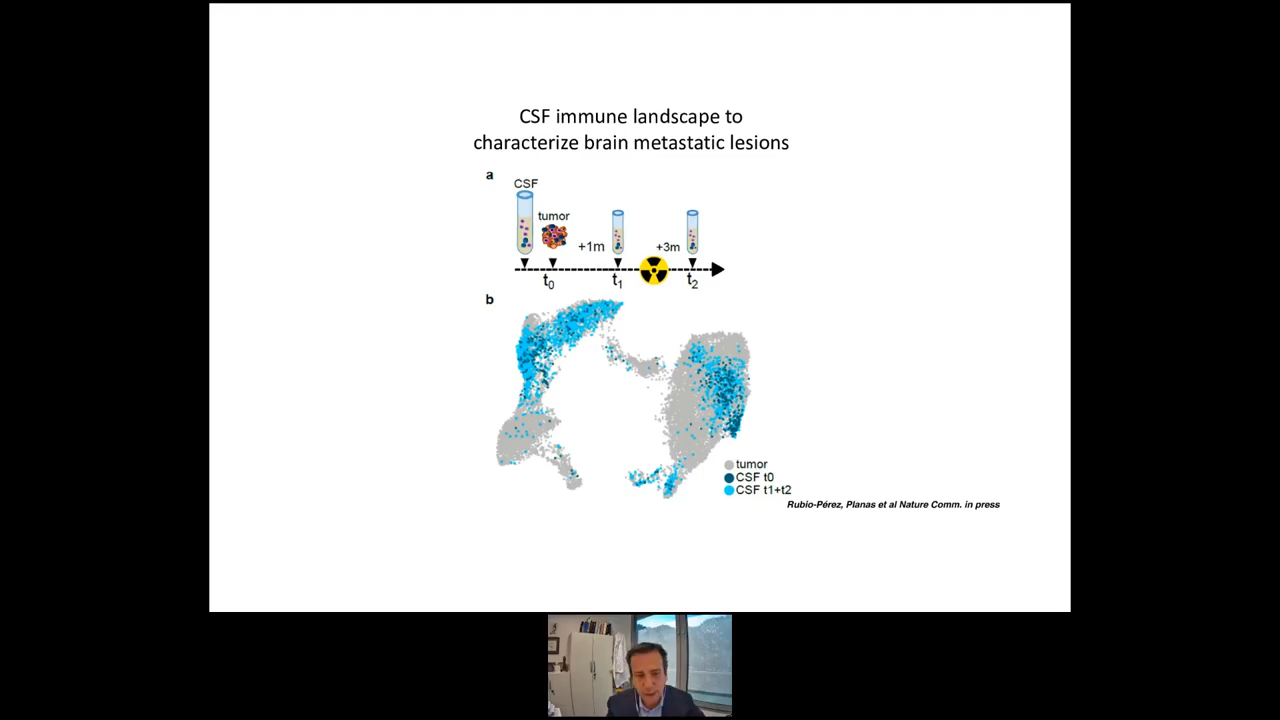 CSF immune landscape to
characterize brain metastatic lesions
a
CSF
tumor
+1m
+3m
t0
t1
t2
b
tumor
CSF t0
CSF t1+t2
Rubio-Pérez, Planas et al Nature Comm. in press